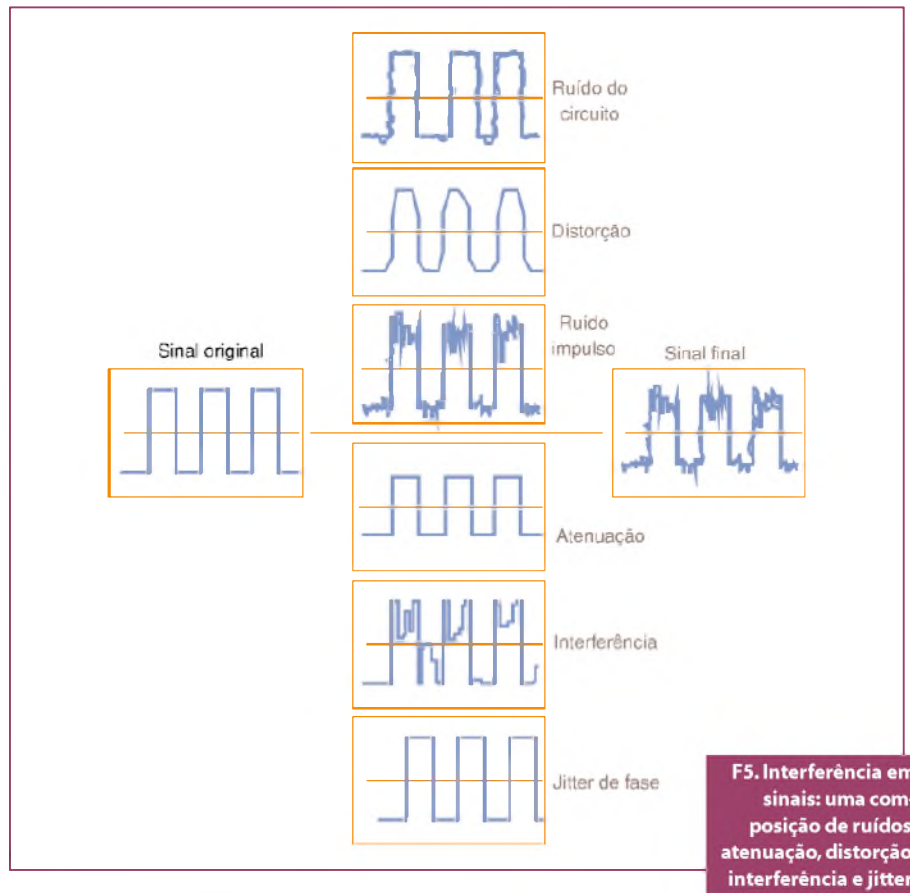 Ruído do
circuito
Distorção
Ruido
impulso
Sinal original
Sinal final
Atenuação
Interferência
Jitter de fase
F5. Interferência em
sinais: uma com-
posição de ruídos,
atenuação, distorção,
interferência e jitter